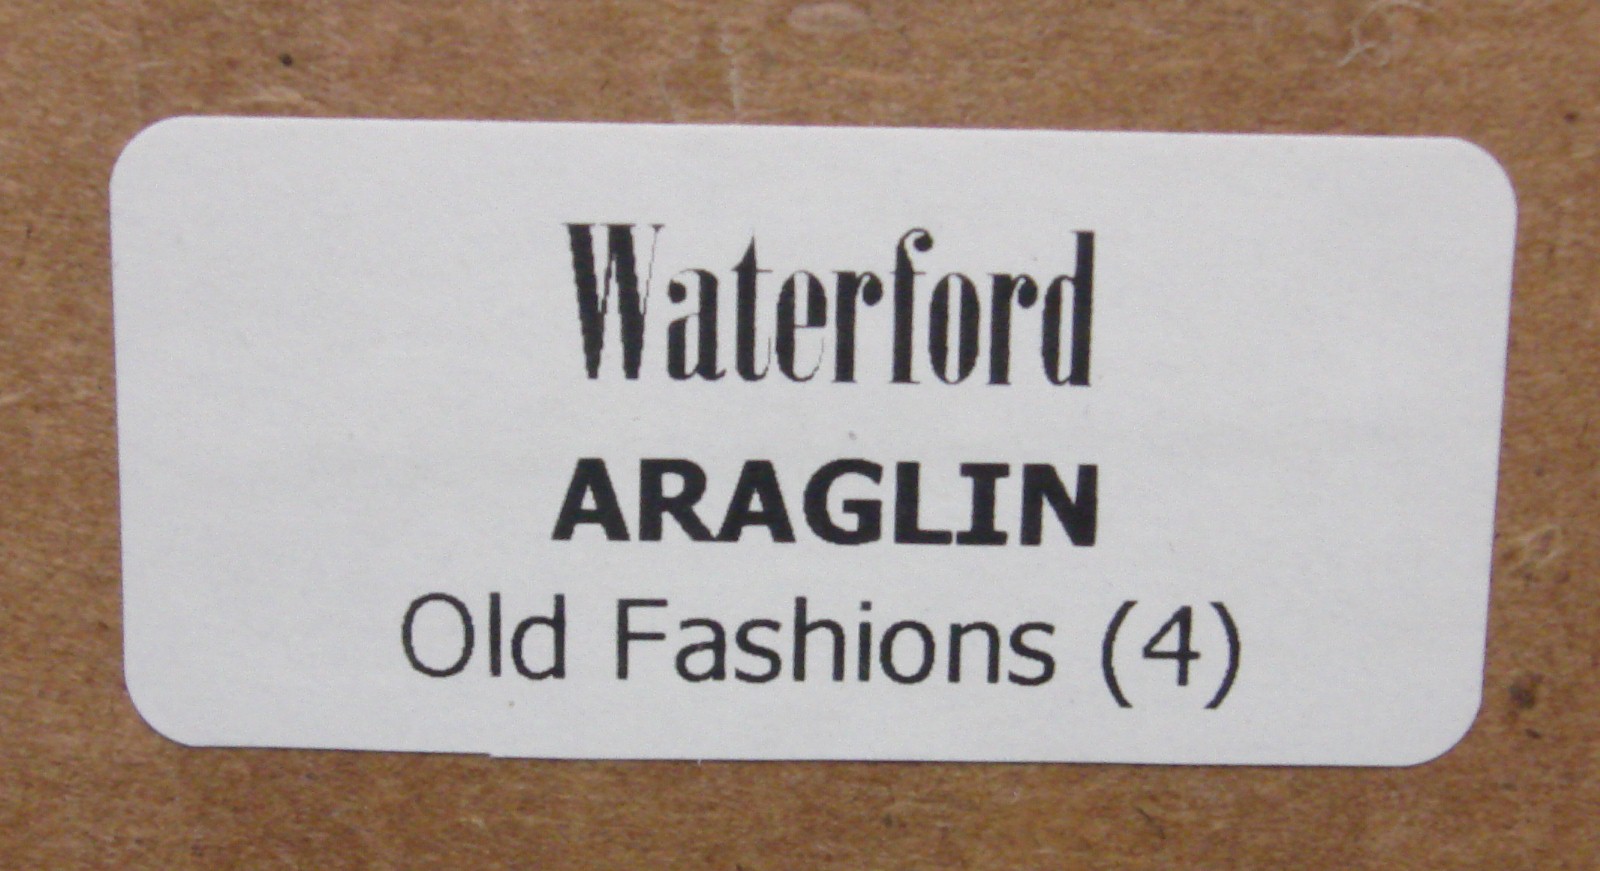 Waterford
ARAGLIN
Old Fashions (4)